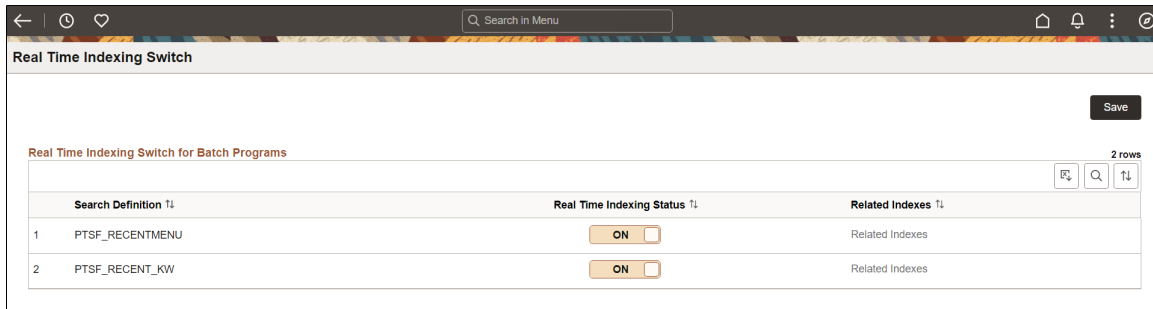 Search in Menu
Real Time Indexing Switch
Save
Real Time Indexing Switch for Batch Programs
2 rows
Search Definition Real Time Indexing Status Related Indexes
1 PTSF_RECENTMENU ON Related Indexes
2 PTSF_RECENT_KW ON Related Indexes